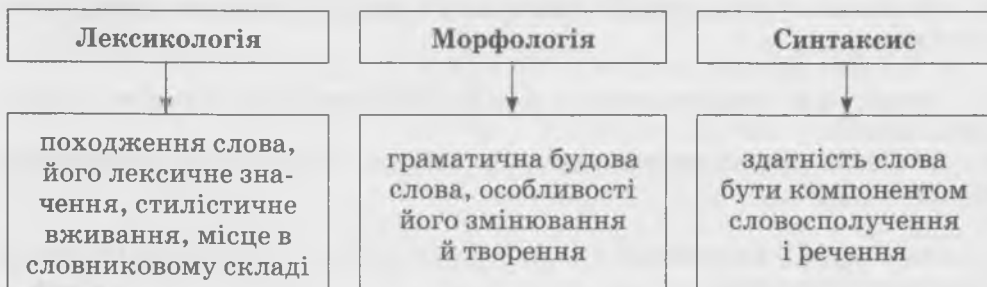 Лексикологія
Морфологія
Синтаксис
походження слова,
його лексичне зна-
чення, стилістичне
вживання, місце в
словниковому складі
граматична будова
слова, особливості
його змінювання
й творення
здатність слова
бути компонентом
словосполучення
і речення